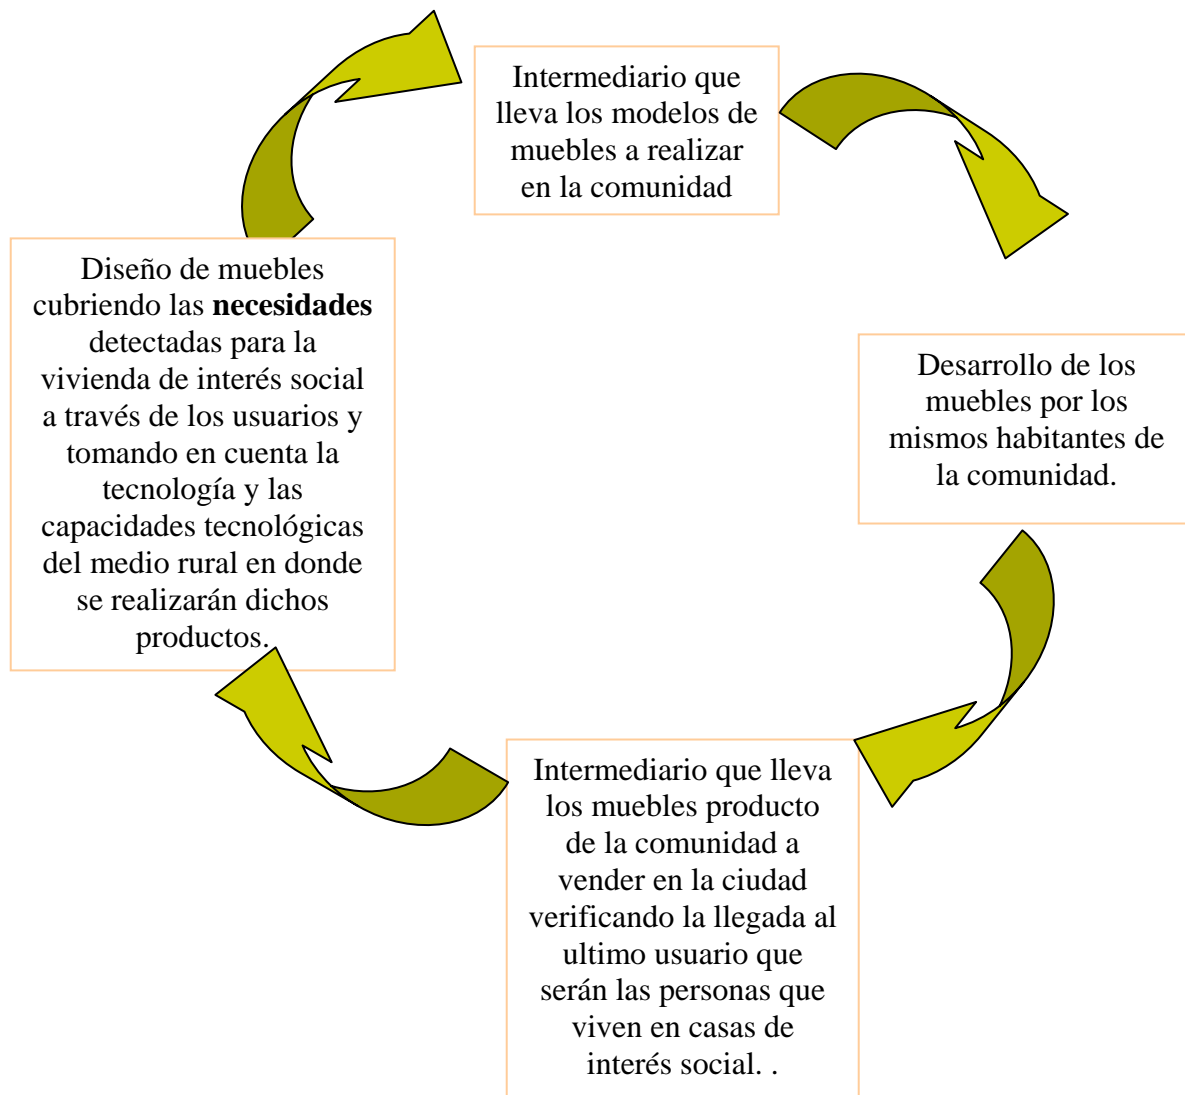 Intermediario que
lleva los modelos de
muebles a realizar
en la comunidad
Diseño de muebles
cubriendo las necesidades
detectadas para la
vivienda de interés social
a través de los usuarios y
tomando en cuenta la
tecnología y las
capacidades tecnológicas
del medio rural en donde
se realizarán dichos
productos.
Desarrollo de los
muebles por los
mismos habitantes de
la comunidad.
Intermediario que lleva
los muebles producto
de la comunidad a
vender en la ciudad
verificando la llegada al
ultimo usuario que
serán las personas que
viven en casas de
interés social. .